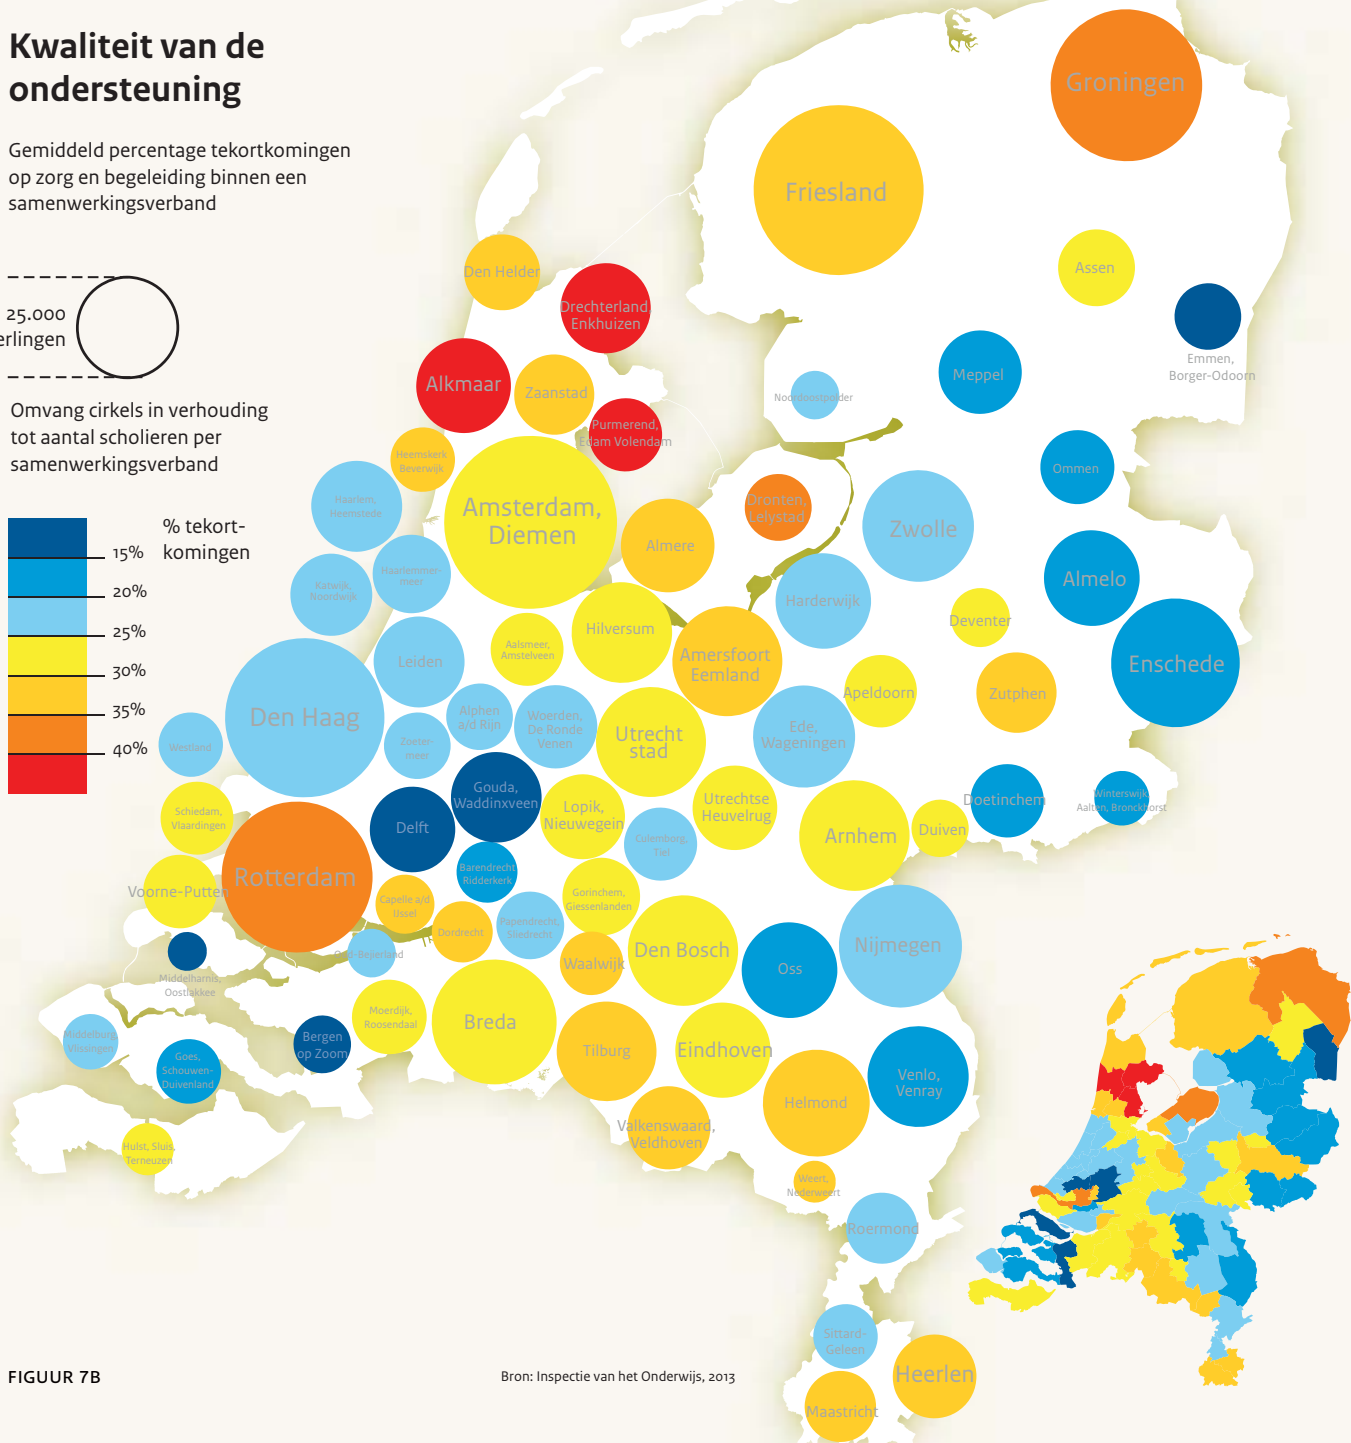 Kwaliteit van de
ondersteuning
Gemiddeld percentage tekortkomingen
op zorg en begeleiding binnen een
samenwerkingsverband
25.000
erlingen
Omvang cirkels in verhouding
tot aantal scholieren per
samenwerkingsverband
% tekort-
komingen
15%
20%
25%
30%
35%
40%
Groningen
Friesland
Assen
Den Helder
Drechterland,
Enkhuizen
Emmen,
Borger-Odoorn
Alkmaar
Zaanstad
Meppel
Noordoostpolder
Purmerend,
Edam Volendam
Heemskerk
Beverwijk
Ommen
Haarlem,
Heemstede
Amsterdam,
Diemen
Dronten,
Lelystad
Zwolle
Almere
Haarlemmer-
meer
Katwijk,
Noordwijk
Almelo
Harderwijk
Deventer
Hilversum
Aalsmeer,
Amstelveen
Leiden
Amersfoort
Eemland
Enschede
Apeldoorn
Zutphen
Den Haag
Alphen
a/d Rijn
Woerden,
De Ronde
Venen
Utrecht
stad
Ede,
Wageningen
Westland
Zoeter-
meer
Gouda,
Waddinxveen
Schiedam,
Vlaardingen
Delft
Lopik,
Nieuwegein
Utrechtse
Heuvelrug
Doetinchem
Winterswijk
Aalten, Bronckhorst
Culemborg,
Tiel
Arnhem
Duiven
Rotterdam
Voorne-Putten
Barendrecht
Ridderkerk
Capelle a/d
IJssel
Gorinchem,
Giessenlanden
Dordrecht
Papendrecht,
Sliedrecht
Oud-Beijerland
Waalwijk
Den Bosch
Oss
Nijmegen
Middelharnis,
Oostlakkee
Moerdijk,
Roosendaal
Breda
Middelburg,
Vlissingen
Bergen
op Zoom
Goes,
Schouwen-
Duivenland
Tilburg
Eindhoven
Venlo,
Venray
Helmond
Valkenswaard,
Veldhoven
Hulst, Sluis,
Terneuzen
Weert,
Nederweert
Roermond
Sittard-
Geleen
Heerlen
Maastricht
FIGUUR 7B
Bron: Inspectie van het Onderwijs, 2013